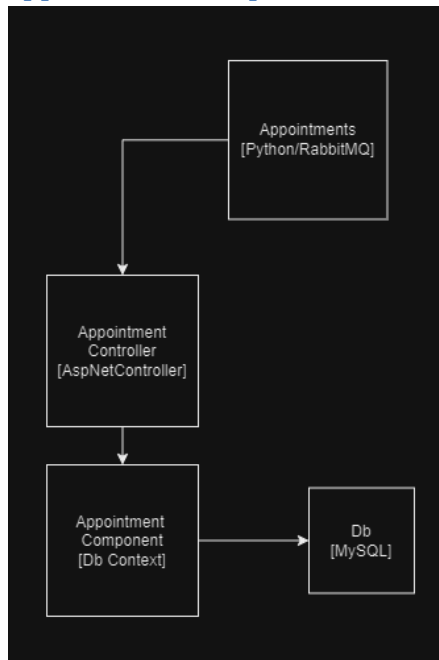 Appointments
[Python/RabbitMQ]
Appointment
Controller
[AspNetController]
Appointment
Component
[Db Context]
Db
[MySQL]